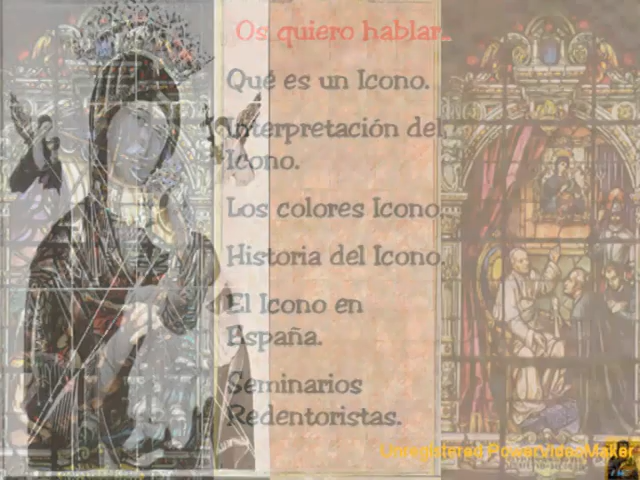 Os quiero hablar..
Qué es un Icono.
Interpretación del
Icono.
Los colores Icono.
Historia del Icono.
El Icono en
España.
Seminarios
Redentoristas.
Unregistered PowerVideoMaker